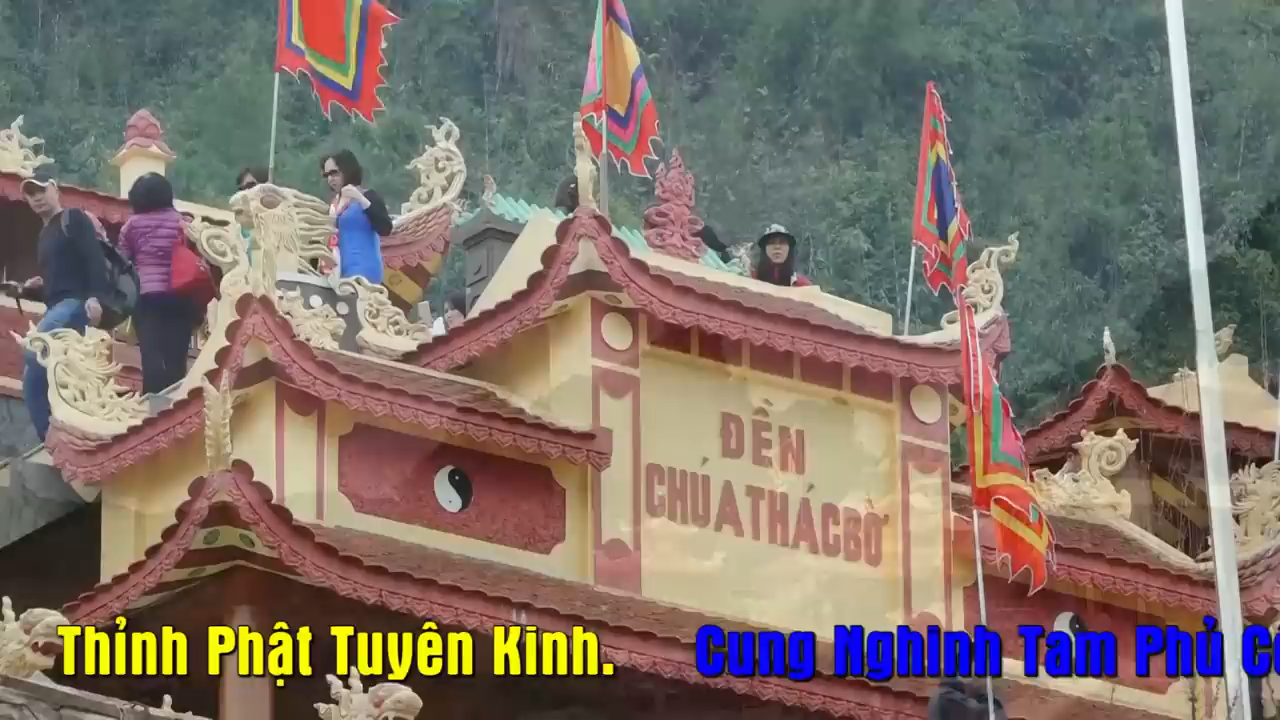 ĐỀN
CHÚA THÁC BỜ
Thỉnh Phật Tuyên Kinh. Cung Nghinh Tam Phủ